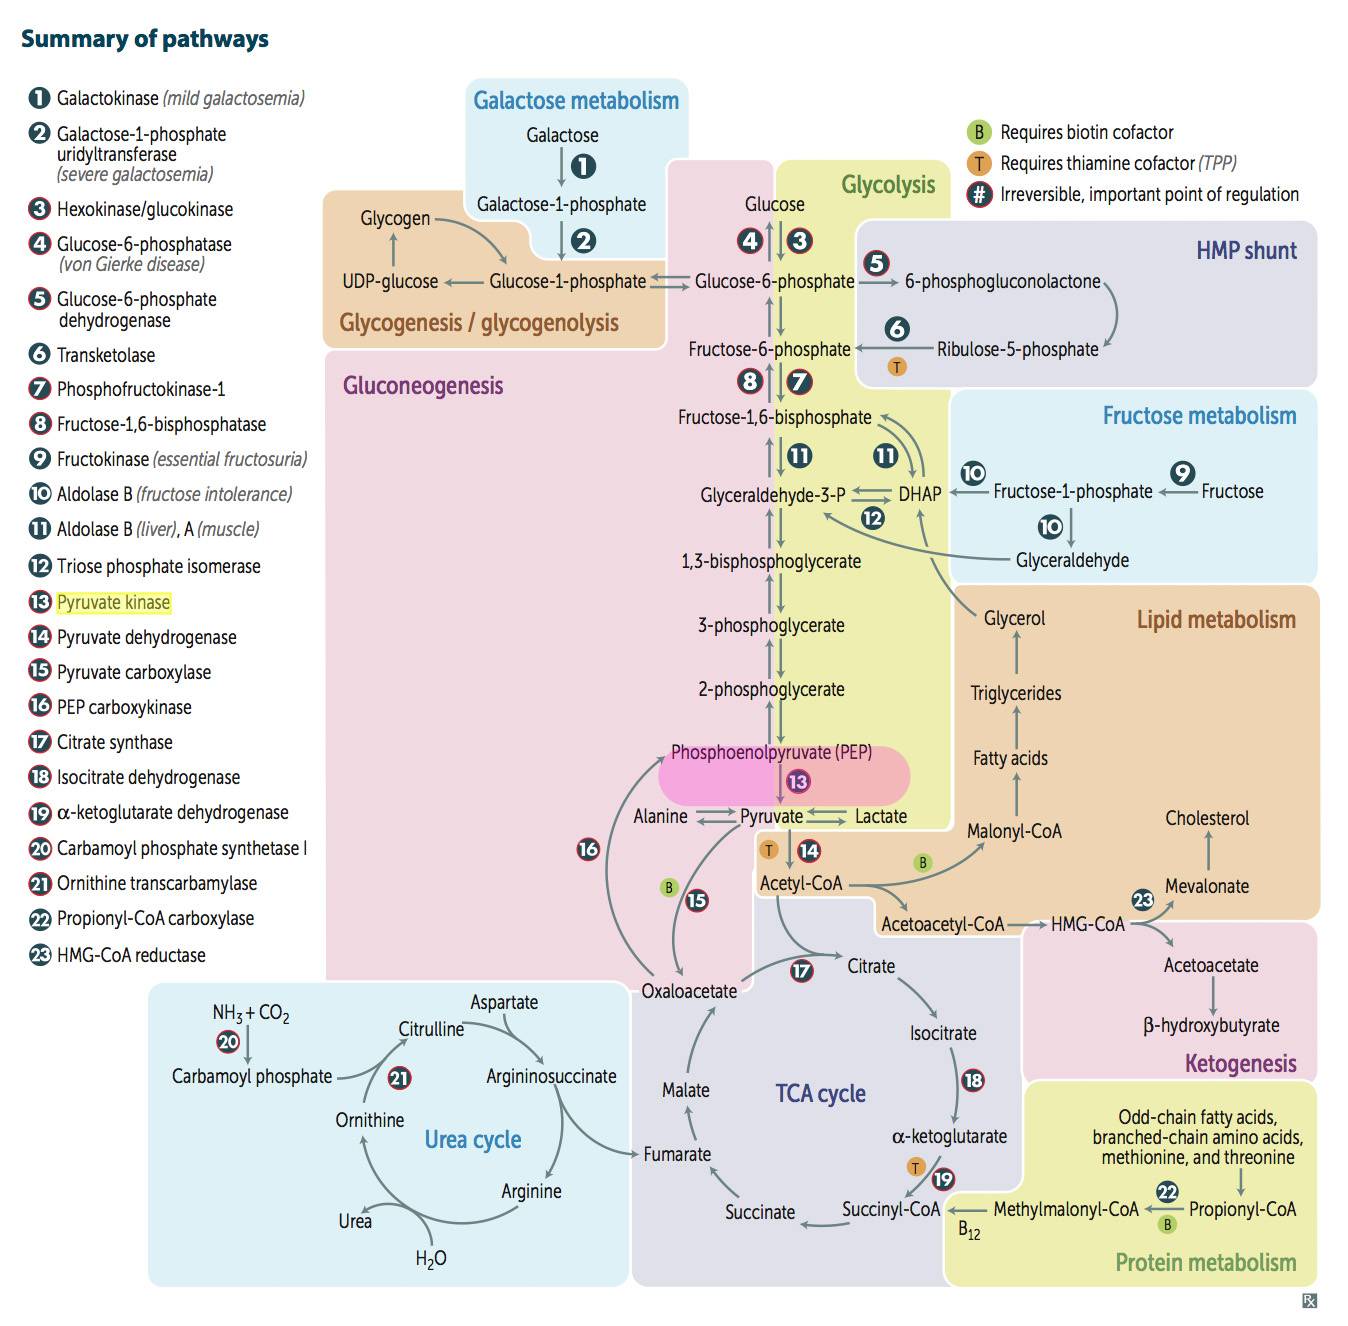 Summary of pathways
1 Galactokinase (mild galactosemia)
2 Galactose-1-phosphate
uridyltransferase
(severe galactosemia)
3 Hexokinase/glucokinase
4 Glucose-6-phosphatase
(von Gierke disease)
5 Glucose-6-phosphate
dehydrogenase
6 Transketolase
7 Phosphofructokinase-1
8 Fructose-1,6-bisphosphatase
9 Fructokinase (essential fructosuria)
10 Aldolase B (fructose intolerance)
11 Aldolase B (liver), A (muscle)
12 Triose phosphate isomerase
13 Pyruvate kinase
14 Pyruvate dehydrogenase
15 Pyruvate carboxylase
16 PEP carboxykinase
17 Citrate synthase
18 Isocitrate dehydrogenase
19 α-ketoglutarate dehydrogenase
20 Carbamoyl phosphate synthetase I
21 Ornithine transcarbamylase
22 Propionyl-CoA carboxylase
23 HMG-CoA reductase
B Requires biotin cofactor
T Requires thiamine cofactor (TPP)
# Irreversible, important point of regulation
Galactose metabolism
Galactose
1
Galactose-1-phosphate
2
Glycogen
UDP-glucose
Glucose-1-phosphate
Glycogenesis / glycogenolysis
Gluconeogenesis
Glycolysis
Glucose
4 3
Glucose-6-phosphate
Fructose-6-phosphate
8 7
Fructose-1,6-bisphosphate
11 11
Glyceraldehyde-3-P
DHAP
12
1,3-bisphosphoglycerate
3-phosphoglycerate
2-phosphoglycerate
Phosphoenolpyruvate (PEP)
13
Alanine
Pyruvate
Lactate
16
B
15
T
14
HMP shunt
5
6-phosphogluconolactone
6
T
Ribulose-5-phosphate
Fructose metabolism
10
Fructose-1-phosphate
9
Fructose
10
Glyceraldehyde
Lipid metabolism
Glycerol
Triglycerides
Fatty acids
Malonyl-CoA
B
Acetyl-CoA
Acetoacetyl-CoA
HMG-CoA
23
Mevalonate
Cholesterol
Acetoacetate
β-hydroxybutyrate
Ketogenesis
Oxaloacetate
17
Citrate
Isocitrate
18
α-ketoglutarate
T
19
Succinyl-CoA
Succinate
Fumarate
Malate
TCA cycle
NH3 + CO2
20
Carbamoyl phosphate
21
Citrulline
Aspartate
Argininosuccinate
Ornithine
Urea cycle
Arginine
Urea
H2O
Odd-chain fatty acids,
branched-chain amino acids,
methionine, and threonine
Propionyl-CoA
22
B
Methylmalonyl-CoA
B12
Protein metabolism
Rx